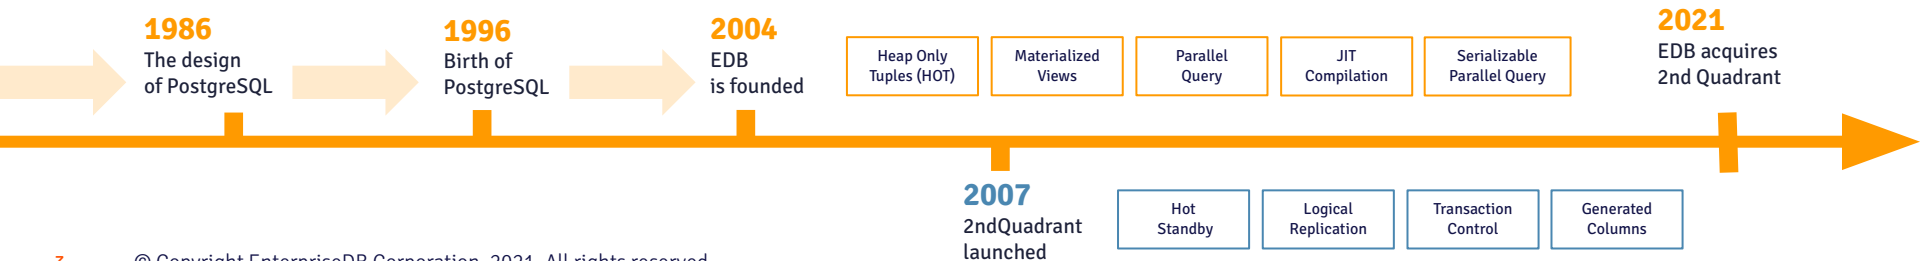 1986
The design
of PostgreSQL
1996
Birth of
PostgreSQL
2004
EDB
is founded
Heap Only
Tuples (HOT)
Materialized
Views
Parallel
Query
JIT
Compilation
Serializable
Parallel Query
2021
EDB acquires
2nd Quadrant
2007
2ndQuadrant
launched
Hot
Standby
Logical
Replication
Transaction
Control
Generated
Columns
© Copyright EnterpriseDB Corporation, 2021. All rights reserved.